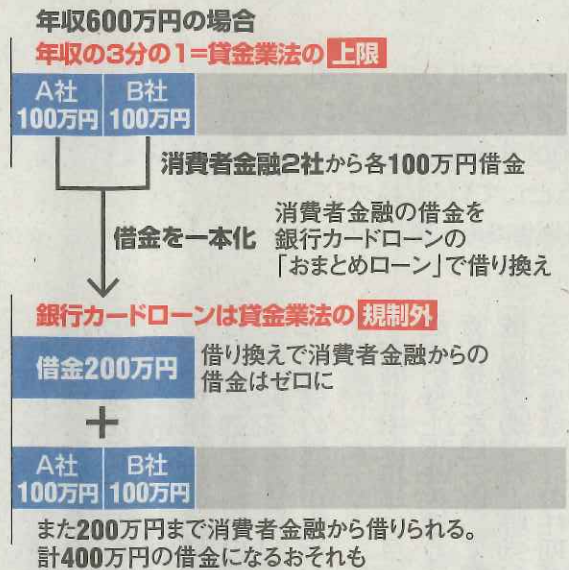 年収600万円の場合
年収の3分の1=貸金業法の 上限
A社 B社
100万円 100万円
消費者金融2社から各100万円借金
借金を一本化
消費者金融の借金を
銀行カードローンの
「おまとめローン」で借り換え
銀行カードローンは貸金業法の 規制外
借金200万円
借り換えで消費者金融からの
借金はゼロに
+
A社 B社
100万円 100万円
また200万円まで消費者金融から借りられる。
計400万円の借金になるおそれも